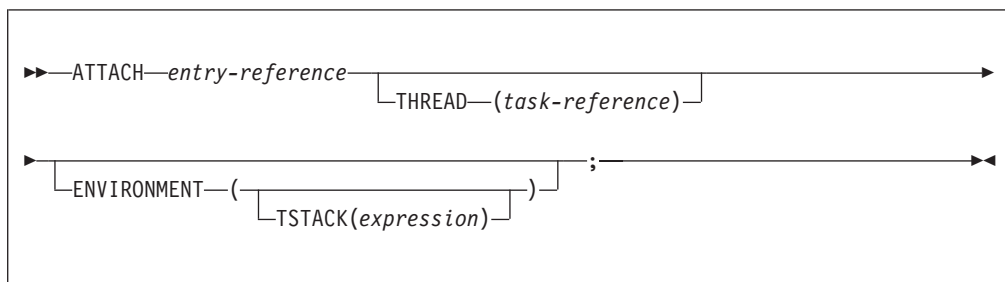 ATTACH entry-reference
THREAD (task-reference)
;
ENVIRONMENT ( )
TSTACK(expression)